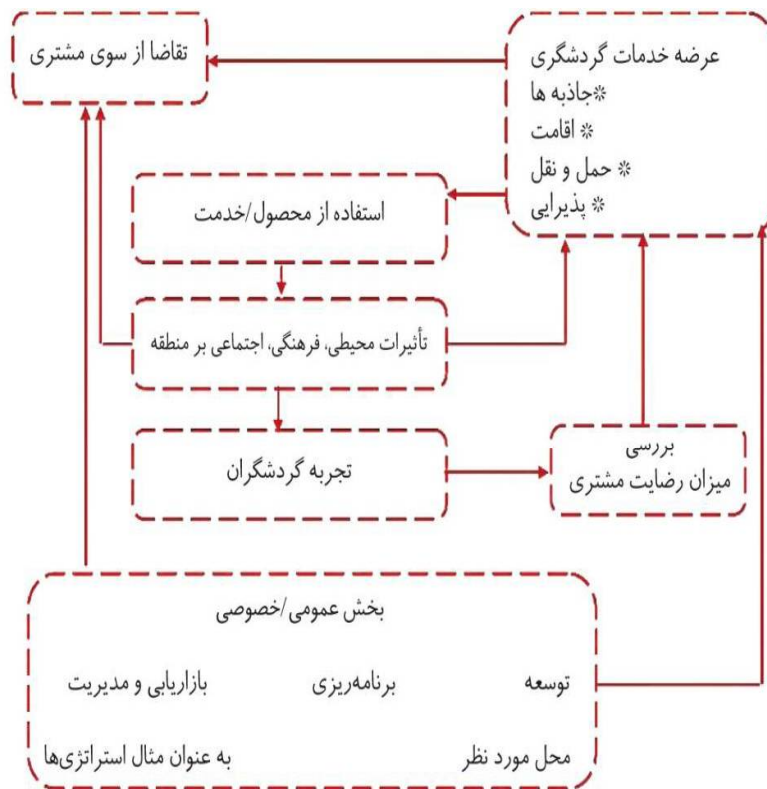 عرضه خدمات گردشگری
*جاذبه ها
* اقامت
* حمل و نقل
* پذیرایی
تقاضا از سوی مشتری
استفاده از محصول/خدمت
تأثیرات محیطی، فرهنگی، اجتماعی بر منطقه
تجربه گردشگران
بررسی
میزان رضایت مشتری
بخش عمومی/خصوصی
توسعه برنامه‌ریزی بازاریابی و مدیریت
محل مورد نظر به عنوان مثال استراتژی‌ها